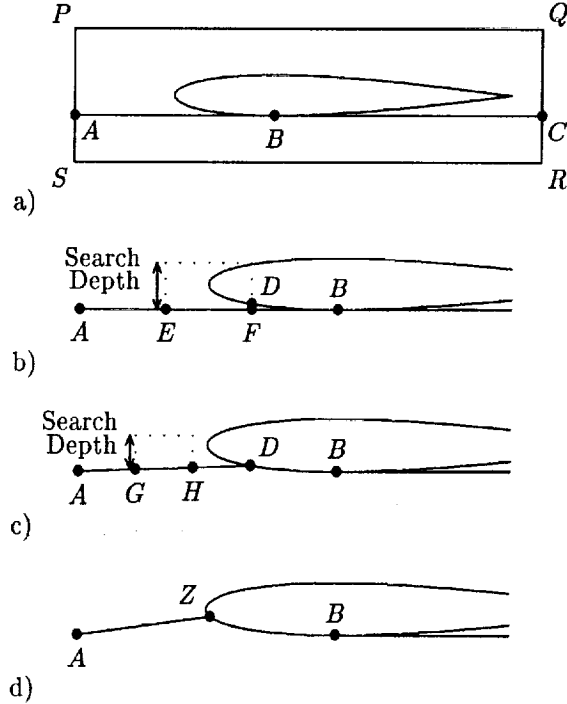 P Q
A B C
S R
a)
Search
Depth
D B
A E F
b)
Search
Depth
D B
A G H
c)
Z B
A
d)